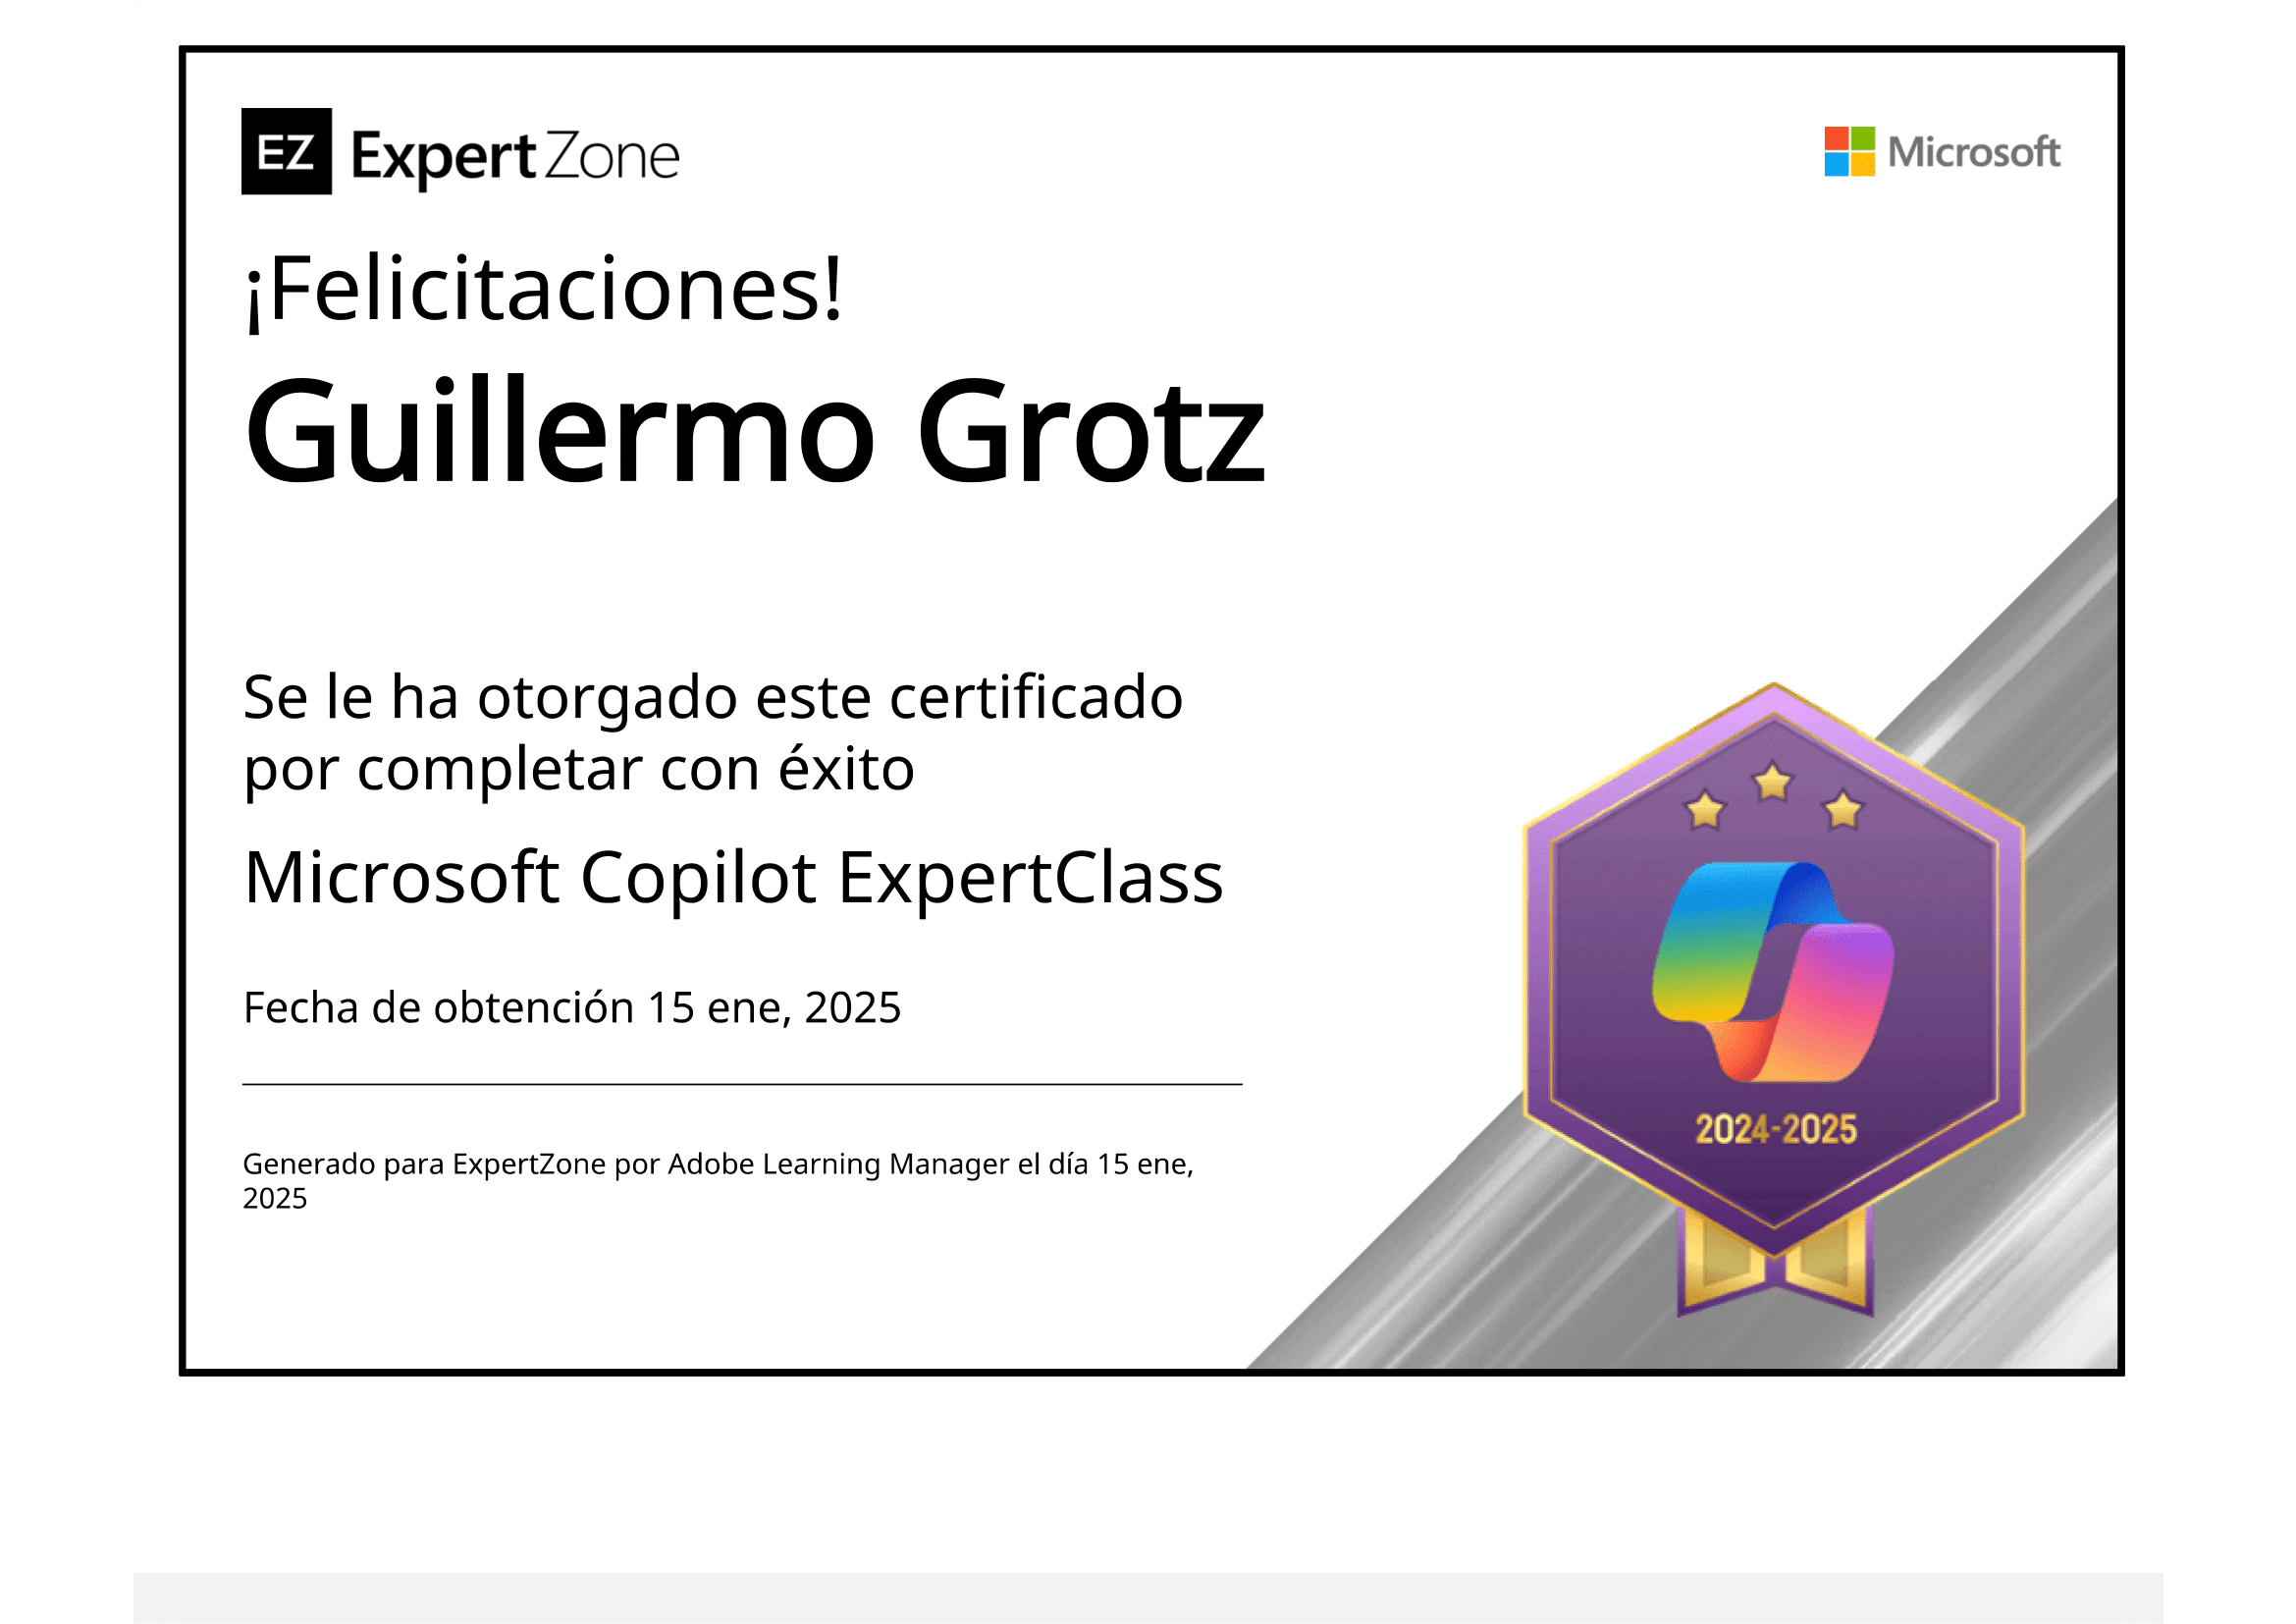 EZ ExpertZone
Microsoft
¡Felicitaciones!
Guillermo Grotz
Se le ha otorgado este certificado
por completar con éxito
Microsoft Copilot ExpertClass
Fecha de obtención 15 ene, 2025
2024-2025
Generado para ExpertZone por Adobe Learning Manager el día 15 ene,
2025